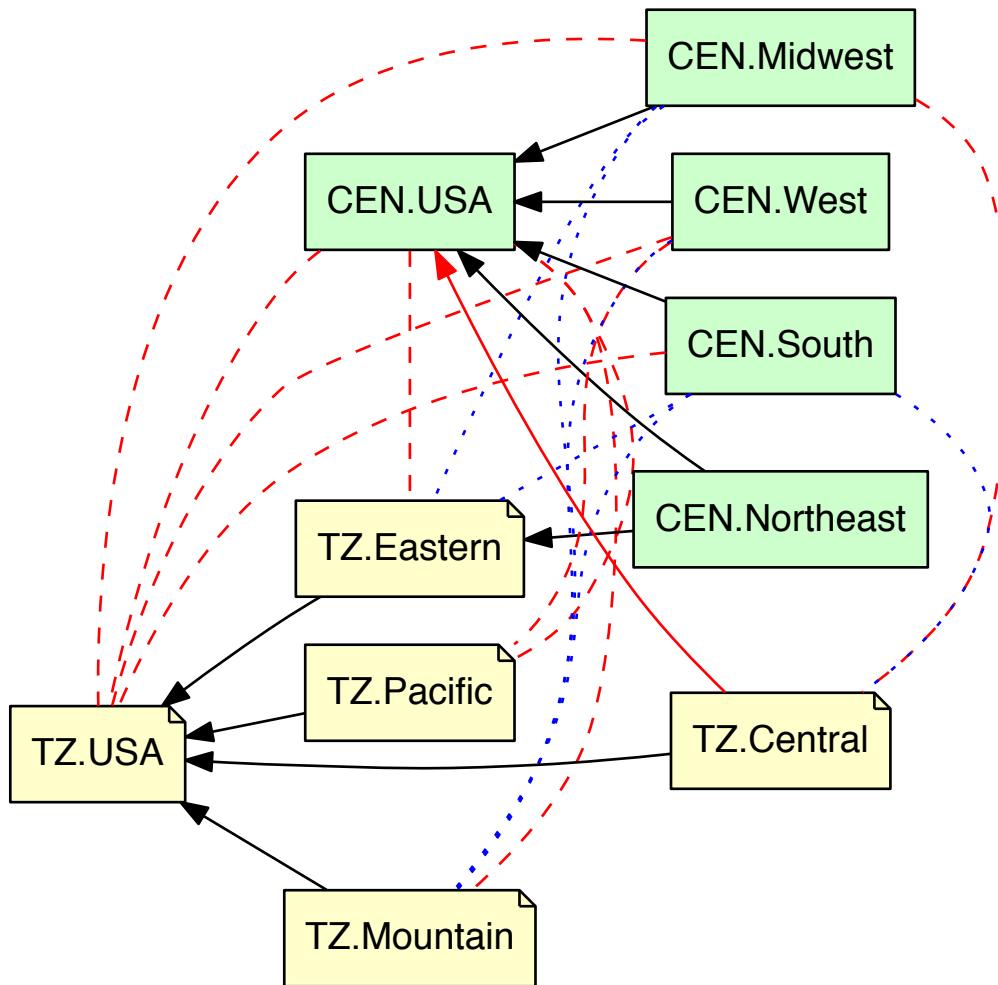 CEN.Midwest
CEN.USA
CEN.West
CEN.South
CEN.Northeast
TZ.Eastern
TZ.Pacific
TZ.USA
TZ.Central
TZ.Mountain